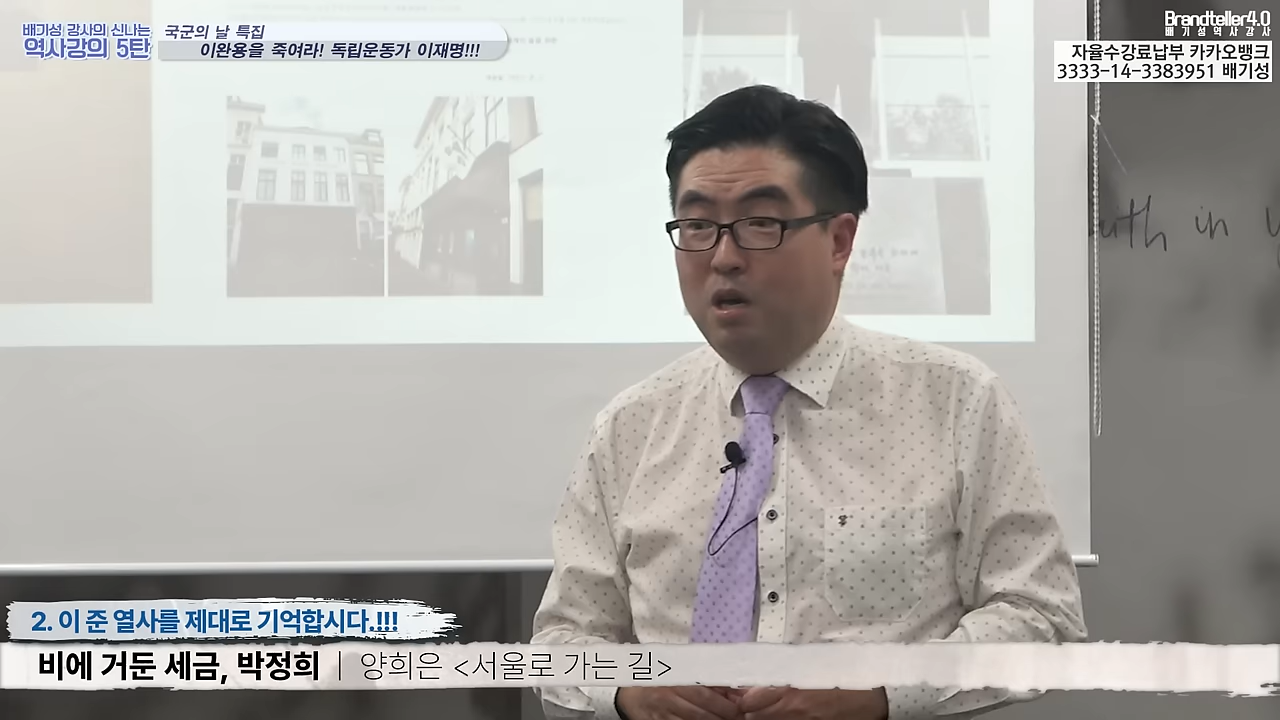 배기성 강사의 신나는
역사강의 5탄
국군의 날 특집
이완용을 죽여라! 독립운동가 이재명!!!
Brandteller4.0
배기성역사강사
자율수강료납부 카카오뱅크
3333-14-3383951 배기성
uth in
2. 이 준 열사를 제대로 기억합시다.!!!
비에 거둔 세금, 박정희 | 양희은 <서울로 가는 길>